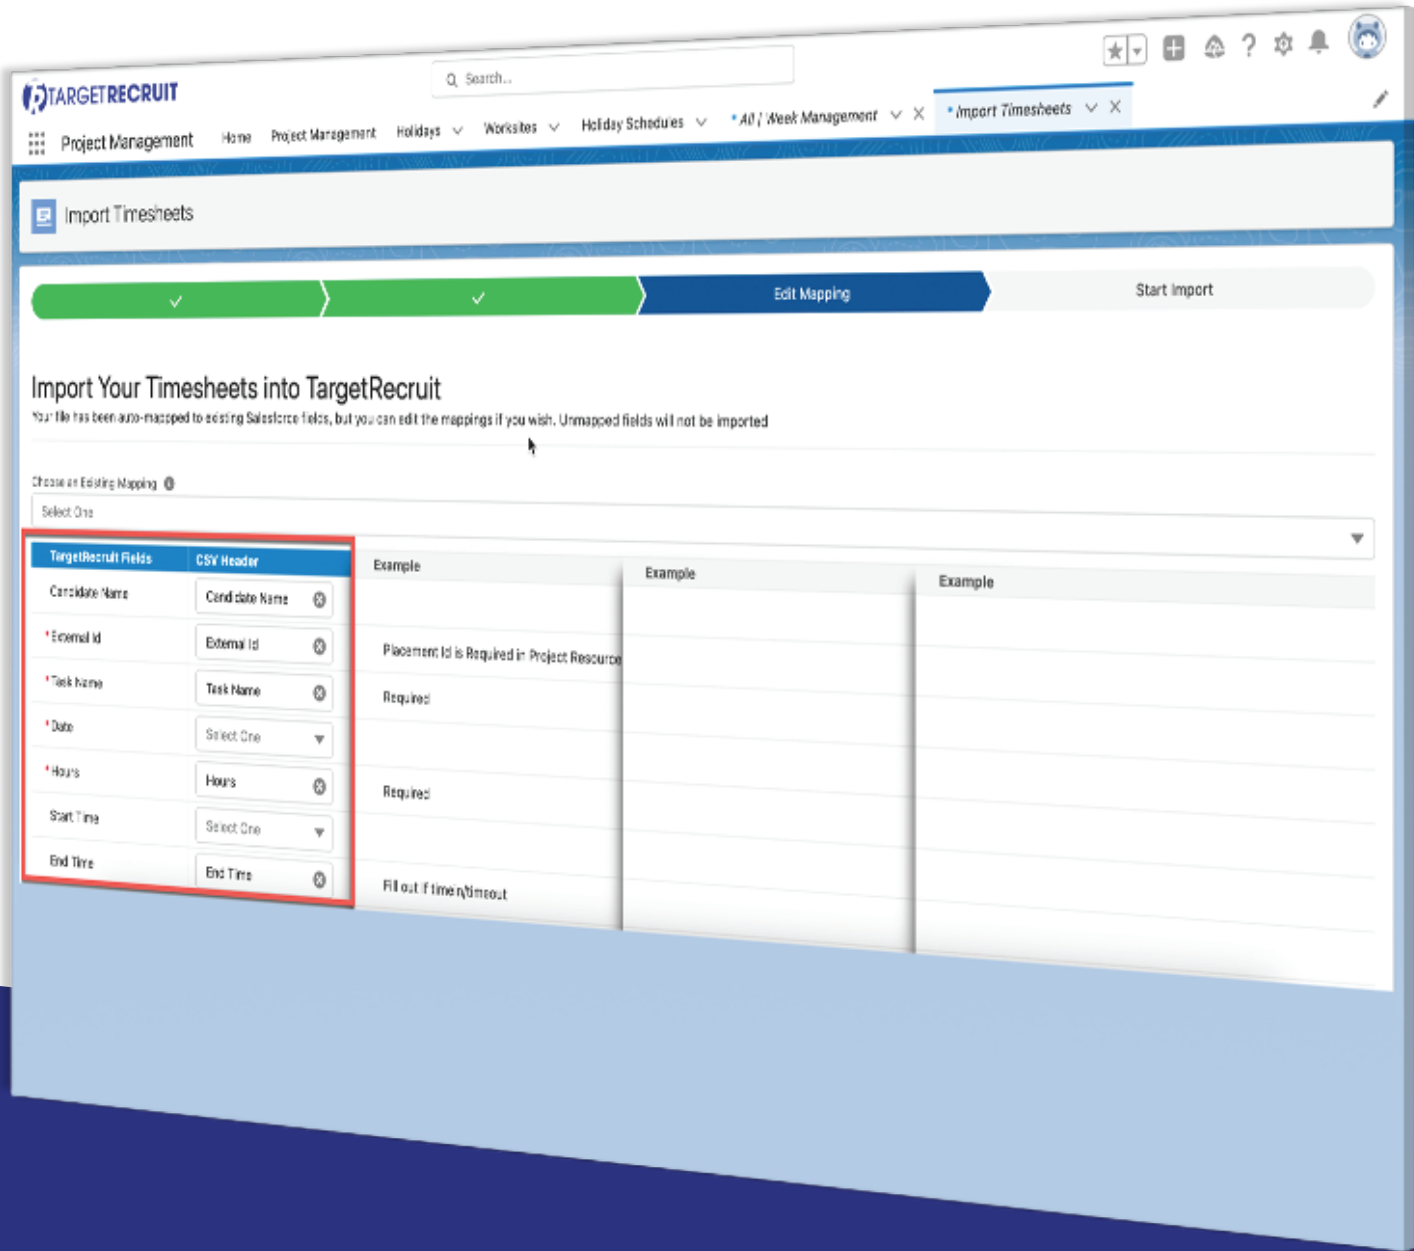 TARGETRECRUIT
Search...
Project Management
Home
Project Management
Holidays
Worksites
Holiday Schedules
* All | Week Management
* Import Timesheets
Import Timesheets
Edit Mapping
Start Import
Import Your Timesheets into TargetRecruit
Your file has been auto-mapped to existing Salesforce fields, but you can edit the mappings if you wish. Unmapped fields will not be imported
Choose an Existing Mapping
Select One
TargetRecruit Fields CSV Header Example Example Example
Candidate Name Candidate Name
* External Id External Id Placement Id is Required in Project Resource
* Task Name Task Name Required
* Date Select One
* Hours Hours Required
Start Time Select One
End Time End Time Fill out if timein/timeout